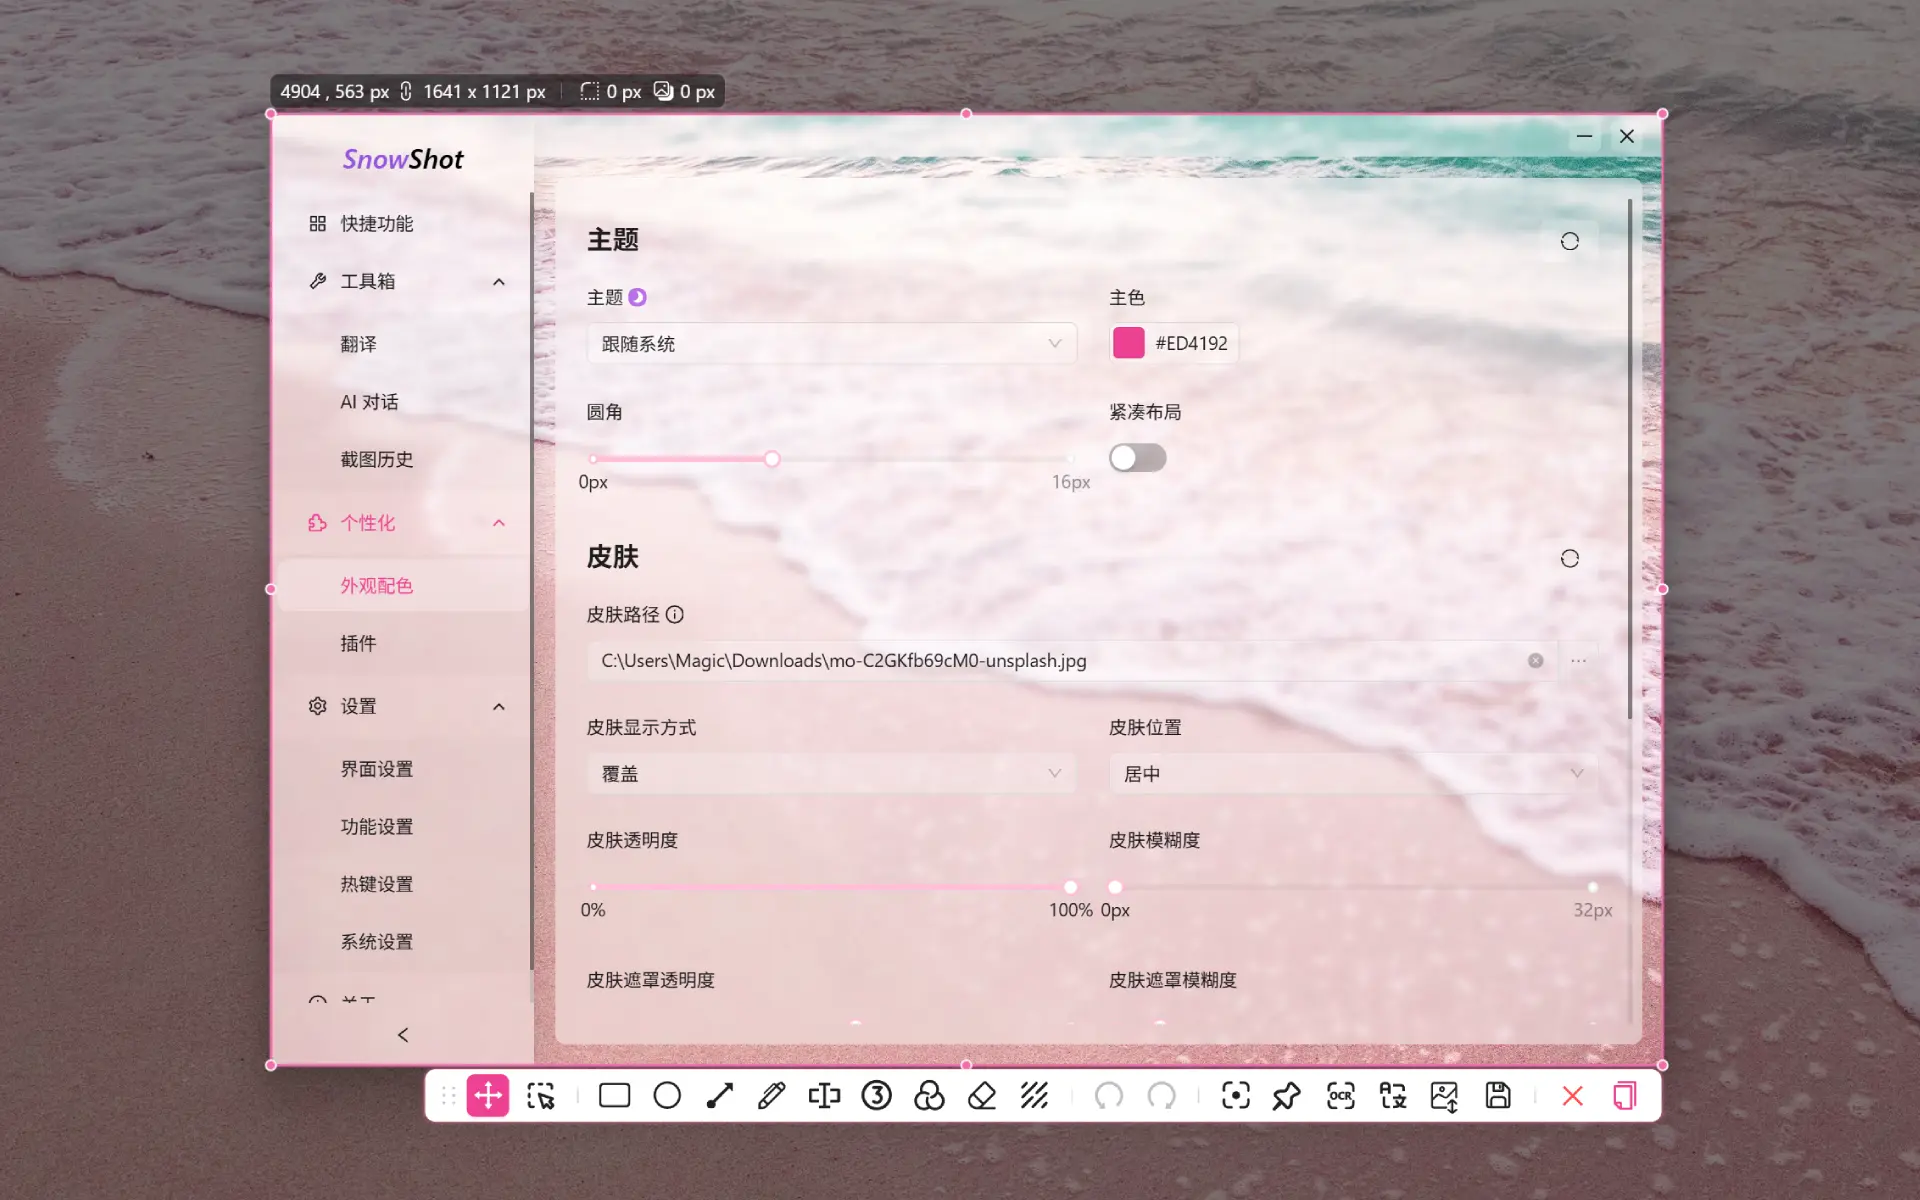 4904 , 563 px 1641 x 1121 px 0 px 0 px
SnowShot
快捷功能
工具箱
翻译
AI 对话
截图历史
个性化
外观配色
插件
设置
界面设置
功能设置
热键设置
系统设置
主题
主题
主色
跟随系统
#ED4192
圆角
紧凑布局
0px
16px
皮肤
皮肤路径
C:\Users\Magic\Downloads\mo-C2GKfb69cM0-unsplash.jpg
皮肤显示方式
皮肤位置
覆盖
居中
皮肤透明度
皮肤模糊度
0%
100%
0px
32px
皮肤遮罩透明度
皮肤遮罩模糊度
3
OCR